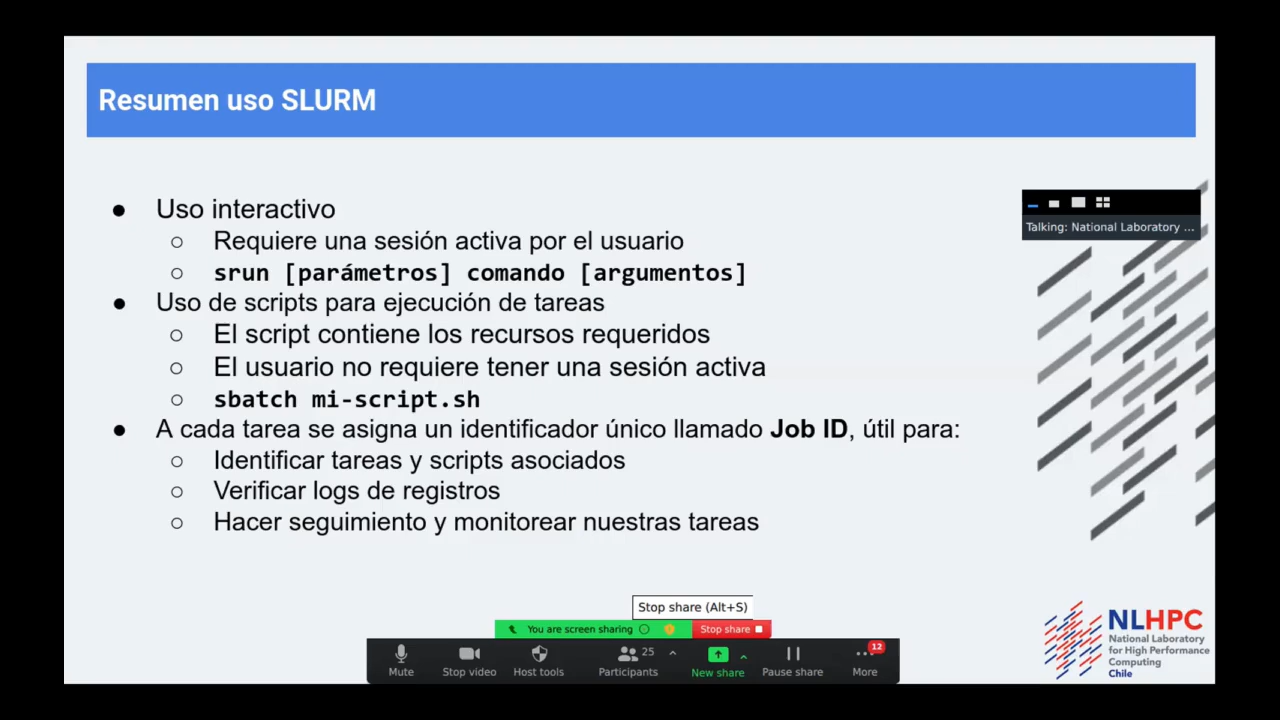 Resumen uso SLURM
● Uso interactivo
○ Requiere una sesión activa por el usuario
○ srun [parámetros] comando [argumentos]
● Uso de scripts para ejecución de tareas
○ El script contiene los recursos requeridos
○ El usuario no requiere tener una sesión activa
○ sbatch mi-script.sh
● A cada tarea se asigna un identificador único llamado Job ID, útil para:
○ Identificar tareas y scripts asociados
○ Verificar logs de registros
○ Hacer seguimiento y monitorear nuestras tareas
Talking: National Laboratory ...
Stop share (Alt+S)
You are screen sharing
Stop share
Mute
Stop video
Host tools
Participants
25
New share
Pause share
More
12
NLHPC
National Laboratory
for High Performance
Computing
Chile